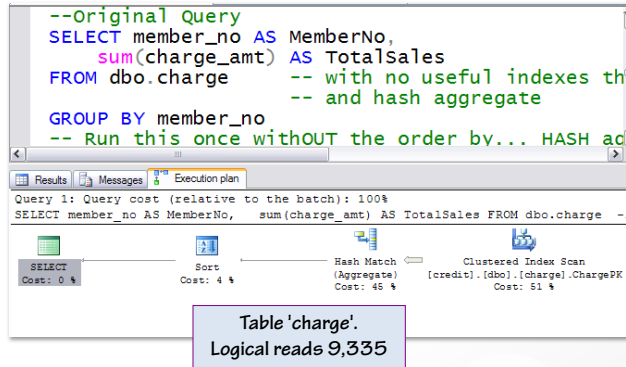 --Original Query
SELECT member_no AS MemberNo,
sum(charge_amt) AS TotalSales
FROM dbo.charge -- with no useful indexes
-- and hash aggregate
GROUP BY member_no
-- Run this once withOUT the order by... HASH
Results Messages Execution plan
Query 1: Query cost (relative to the batch): 100%
SELECT member_no AS MemberNo, sum(charge_amt) AS TotalSales FROM dbo.charge -
SELECT
Cost: 0 %
Sort
Cost: 4 %
Hash Match
(Aggregate)
Cost: 45 %
Clustered Index Scan
[credit].[dbo].[charge].ChargePK
Cost: 51 %
Table 'charge'.
Logical reads 9,335